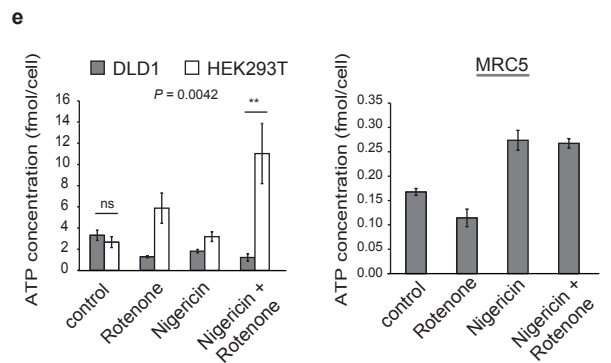 e
DLD1
HEK293T
P = 0.0042
ATP concentration (fmol/cell)
16
14
12
10
8
6
4
2
0
ns
**
control
Rotenone
Nigericin
Nigericin +
Rotenone
MRC5
ATP concentration (fmol/cell)
0.35
0.30
0.25
0.20
0.15
0.10
0.05
0.00
control
Rotenone
Nigericin
Nigericin +
Rotenone